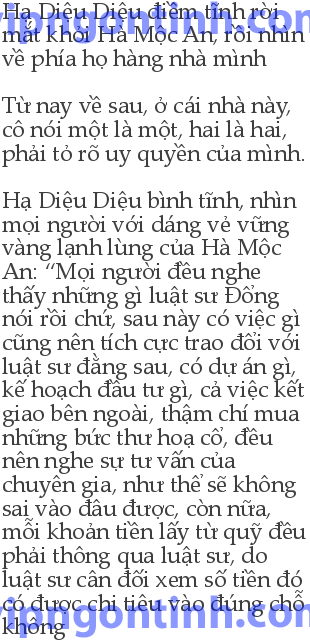 Hạ Diệu Diệu điềm tĩnh rời
mắt khỏi Hà Mộc An, rồi nhìn
về phía họ hàng nhà mình
Từ nay về sau, ở cái nhà này,
cô nói một là một, hai là hai,
phải tỏ rõ uy quyền của mình.
Hạ Diệu Diệu bình tĩnh, nhìn
mọi người với dáng vẻ vững
vàng lạnh lùng của Hà Mộc
An: “Mọi người đều nghe
thấy những gì luật sư Đổng
nói rồi chứ, sau này có việc gì
cũng nên tích cực trao đổi với
luật sư đằng sau, có dự án gì,
kế hoạch đầu tư gì, cả việc kết
giao bên ngoài, thậm chí mua
những bức thư hoạ cổ, đều
nên nghe sự tư vấn của
chuyên gia, như thế sẽ không
sai vào đâu được, còn nữa,
mỗi khoản tiền lấy từ quỹ đều
phải thông qua luật sư, do
luật sư cân đối xem số tiền đó
có được chi tiêu vào đúng chỗ
không